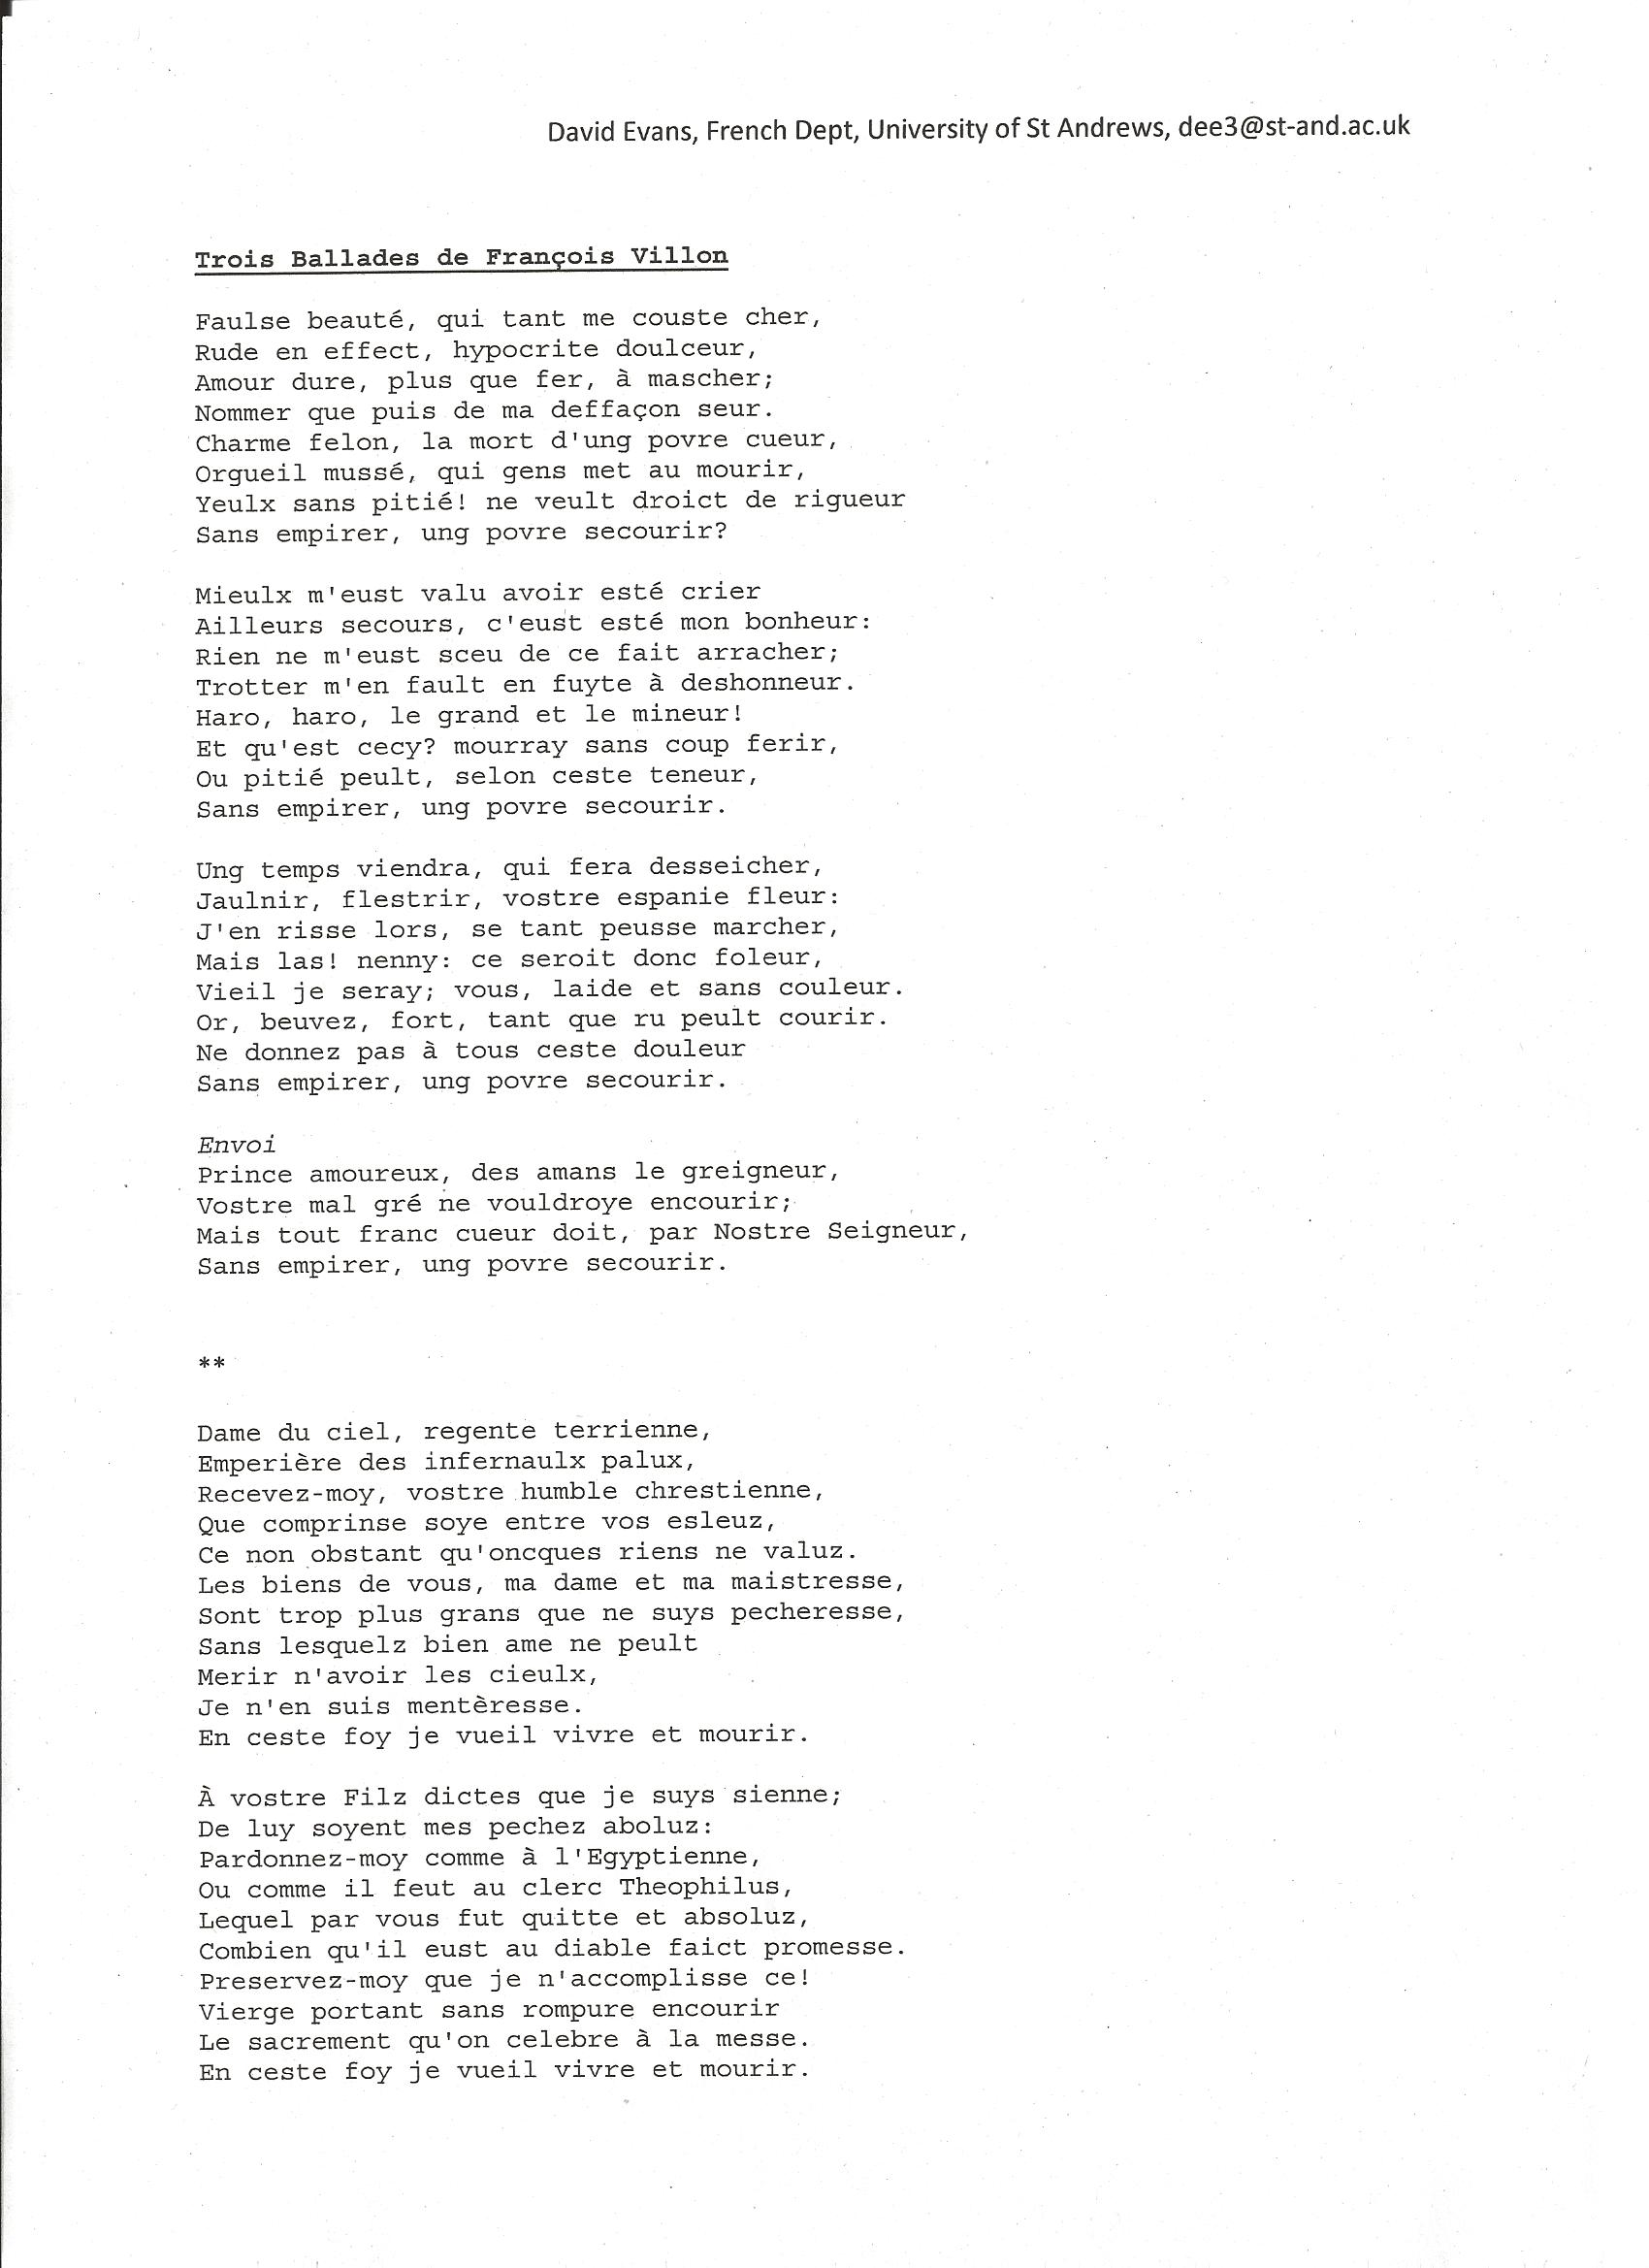 David Evans, French Dept, University of St Andrews, dee3@st-and.ac.uk
Trois Ballades de François Villon
Faulse beauté, qui tant me couste cher,
Rude en effect, hypocrite doulceur,
Amour dure, plus que fer, à mascher;
Nommer que puis de ma deffaçon seur.
Charme felon, la mort d'ung povre cueur,
Orgueil mussé, qui gens met au mourir,
Yeulx sans pitié! ne veult droict de rigueur
Sans empirer, ung povre secourir?
Mieulx m'eust valu avoir esté crier
Ailleurs secours, c'eust esté mon bonheur:
Rien ne m'eust sceu de ce fait arracher;
Trotter m'en fault en fuyte à deshonneur.
Haro, haro, le grand et le mineur!
Et qu'est cecy? mourray sans coup ferir,
Ou pitié peult, selon ceste teneur,
Sans empirer, ung povre secourir.
Ung temps viendra, qui fera desseicher,
Jaulnir, flestrir, vostre espanie fleur:
J'en risse lors, se tant peusse marcher,
Mais las! nenny: ce seroit donc foleur,
Vieil je seray; vous, laide et sans couleur.
Or, beuvez, fort, tant que ru peult courir.
Ne donnez pas à tous ceste douleur
Sans empirer, ung povre secourir.
Envoi
Prince amoureux, des amans le greigneur,
Vostre mal gré ne vouldroye encourir;
Mais tout franc cueur doit, par Nostre Seigneur,
Sans empirer, ung povre secourir.
**
Dame du ciel, regente terrienne,
Emperière des infernaulx palux,
Recevez-moy, vostre humble chrestienne,
Que comprinse soye entre vos esleuz,
Ce non obstant qu'oncques riens ne valuz.
Les biens de vous, ma dame et ma maistresse,
Sont trop plus grans que ne suys pecheresse,
Sans lesquelz bien ame ne peult
Merir n'avoir les cieulx,
Je n'en suis mentèresse.
En ceste foy je vueil vivre et mourir.
À vostre Filz dictes que je suys sienne;
De luy soyent mes pechez aboluz:
Pardonnez-moy comme à l'Egyptienne,
Ou comme il feut au clerc Theophilus,
Lequel par vous fut quitte et absoluz,
Combien qu'il eust au diable faict promesse.
Preservez-moy que je n'accomplisse ce!
Vierge portant sans rompure encourir
Le sacrement qu'on celebre à la messe.
En ceste foy je vueil vivre et mourir.